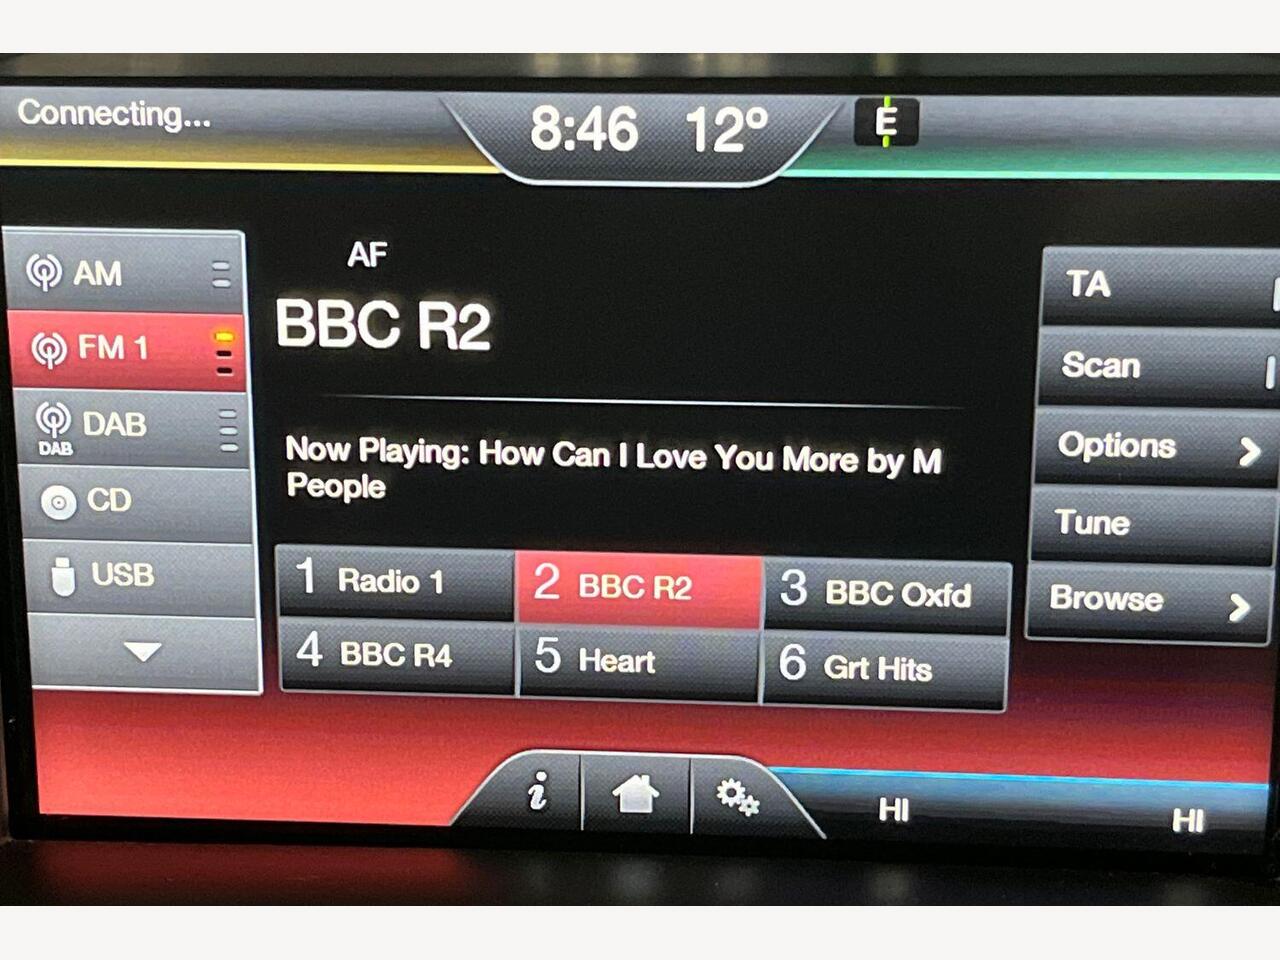 Connecting...
8:46 12° E
AF
BBC R2
AM
FM 1
DAB
DAB
CD
USB
Now Playing: How Can I Love You More by M
People
1 Radio 1
2 BBC R2
3 BBC Oxfd
4 BBC R4
5 Heart
6 Grt Hits
TA
Scan
Options
Tune
Browse
i
HI
HI